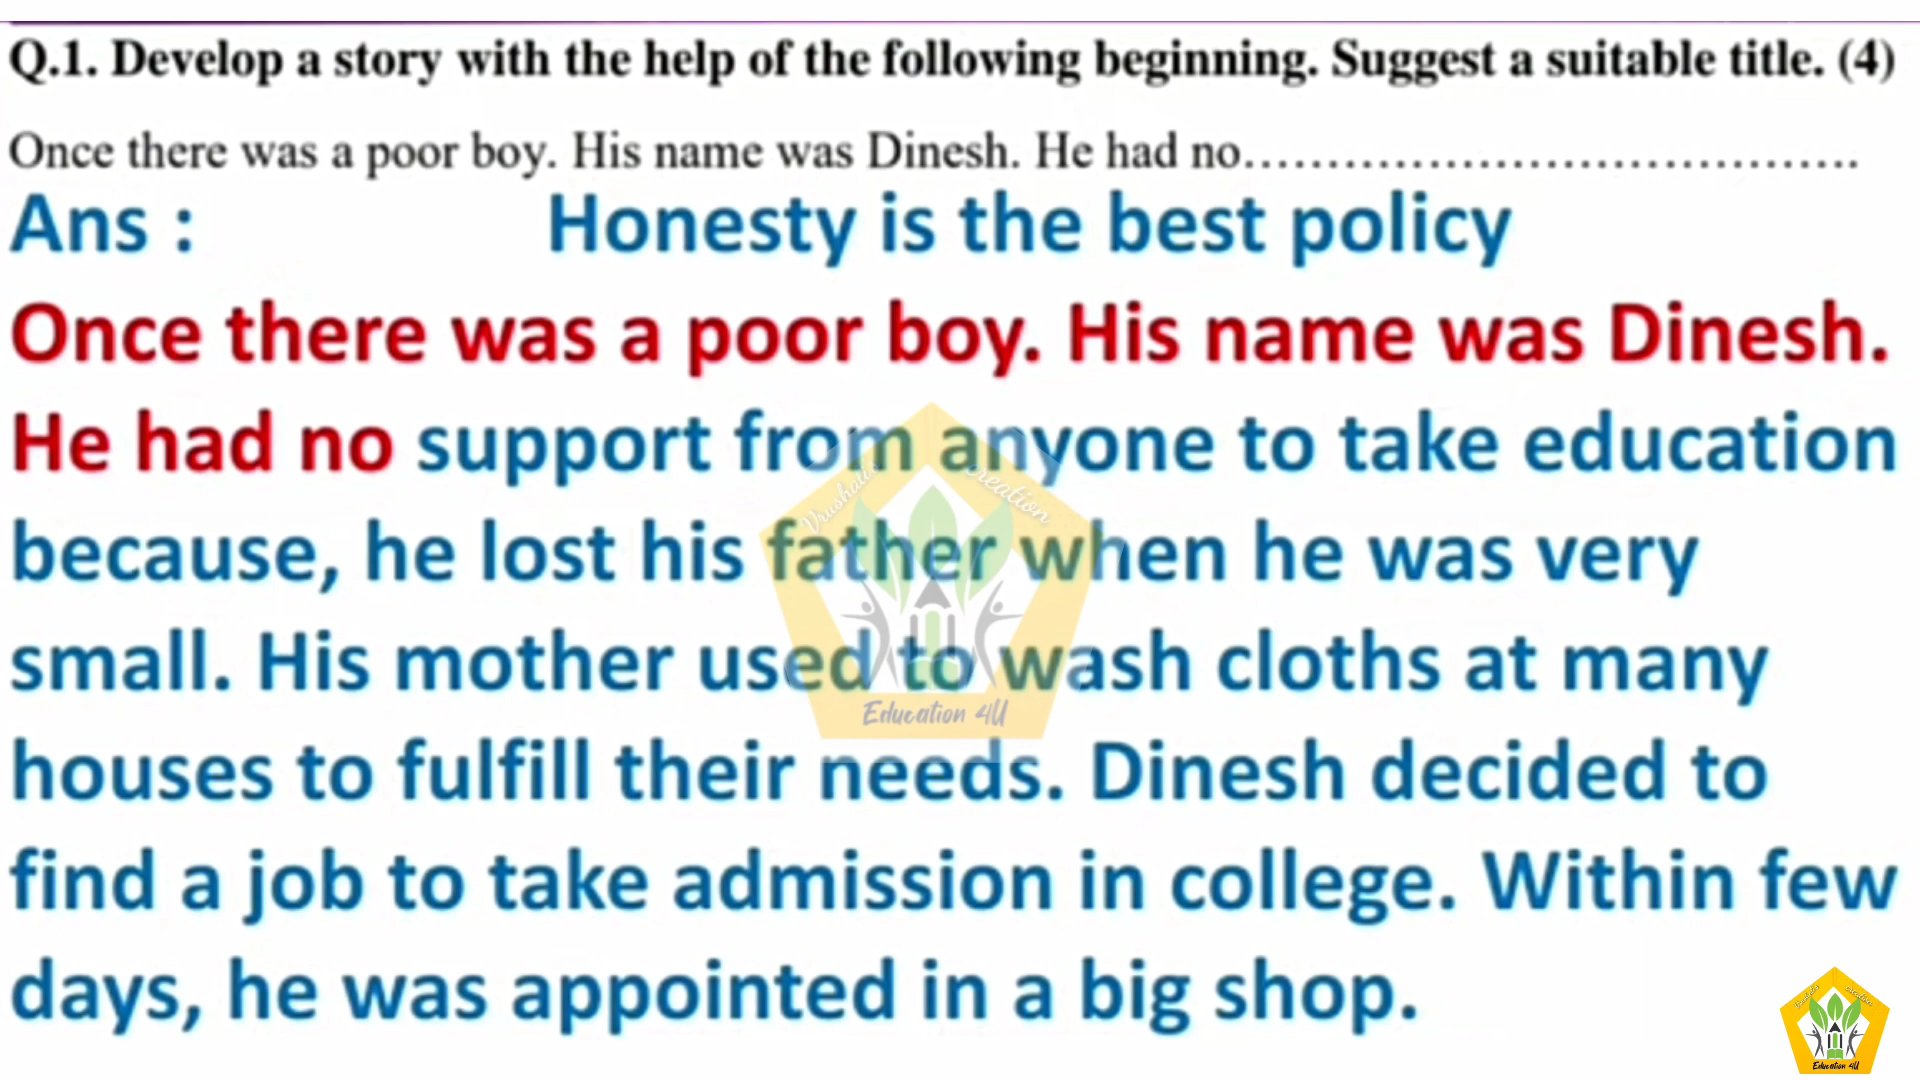 Q.1. Develop a story with the help of the following beginning. Suggest a suitable title. (4)
Once there was a poor boy. His name was Dinesh. He had no......................................
Ans : Honesty is the best policy
Once there was a poor boy. His name was Dinesh.
He had no support from anyone to take education
because, he lost his father when he was very
small. His mother used to wash cloths at many
houses to fulfill their needs. Dinesh decided to
find a job to take admission in college. Within few
days, he was appointed in a big shop.
creation
Education 4U
Education 4U